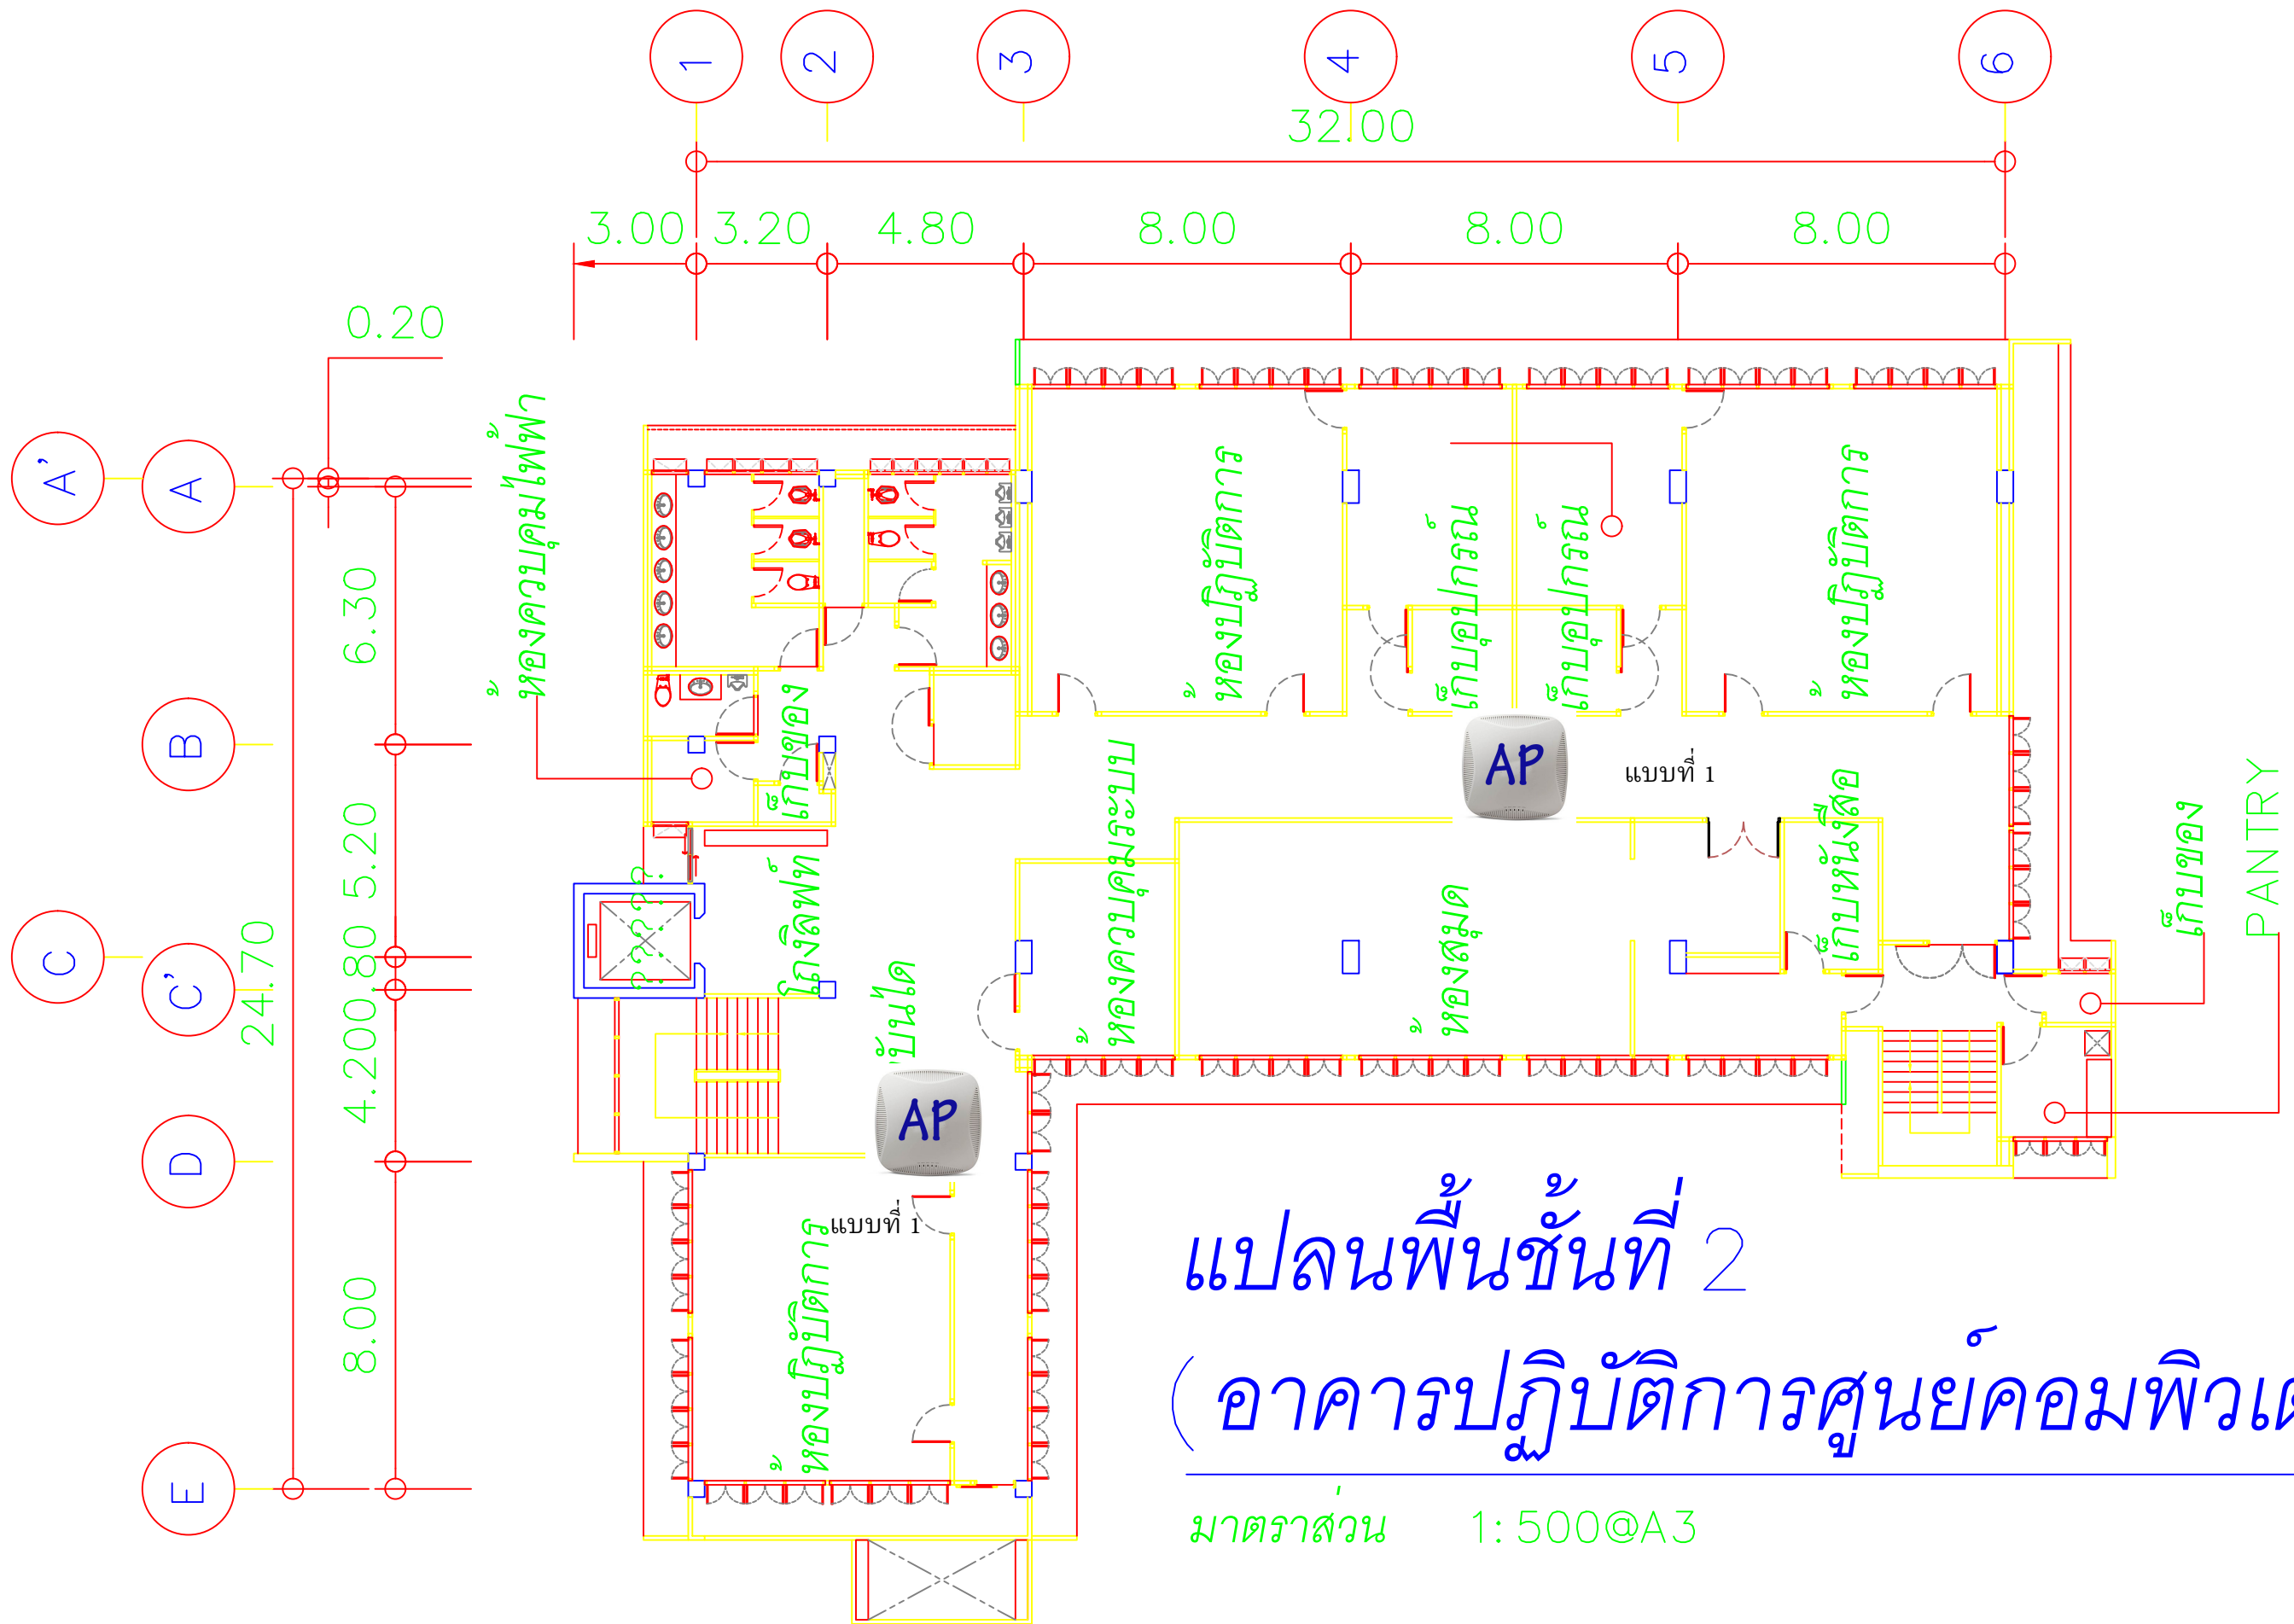 1 2 3 4 5 6
32.00
3.00 3.20 4.80 8.00 8.00 8.00
0.20
A' A
6.30
B
5.20
C
.80
C'
24.70
4.20
D
8.00
E
ห้องควบคุมไฟฟ้า
ห้องปฏิบัติการ
เก็บอุปกรณ์
เก็บอุปกรณ์
ห้องปฏิบัติการ
เก็บของ
ห้องควบคุมระบบ
AP
แบบที่ 1
เก็บหนังสือ
เก็บของ
PANTRY
?????
โถงลิฟท์
บันได
ห้องสมุด
AP
แบบที่ 1
ห้องปฏิบัติการ
แปลนพื้นชั้นที่ 2
(อาคารปฏิบัติการศูนย์คอมพิวเต
มาตราส่วน 1:500@A3